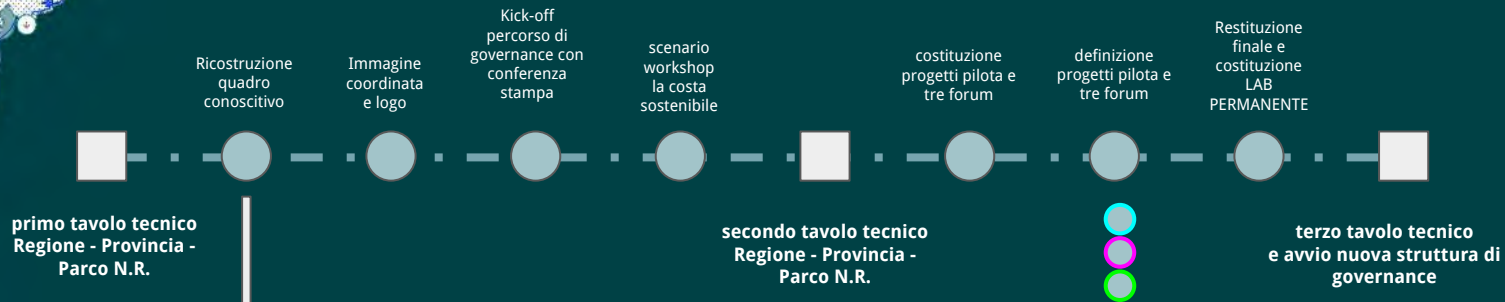 Ricostruzione
quadro
conoscitivo
Immagine
coordinata
e logo
Kick-off
percorso di
governance con
conferenza
stampa
scenario
workshop
la costa
sostenibile
costituzione
progetti pilota e
tre forum
definizione
progetti pilota e
tre forum
Restituzione
finale e
costituzione
LAB
PERMANENTE
primo tavolo tecnico
Regione - Provincia -
Parco N.R.
secondo tavolo tecnico
Regione - Provincia -
Parco N.R.
terzo tavolo tecnico
e avvio nuova struttura di
governance